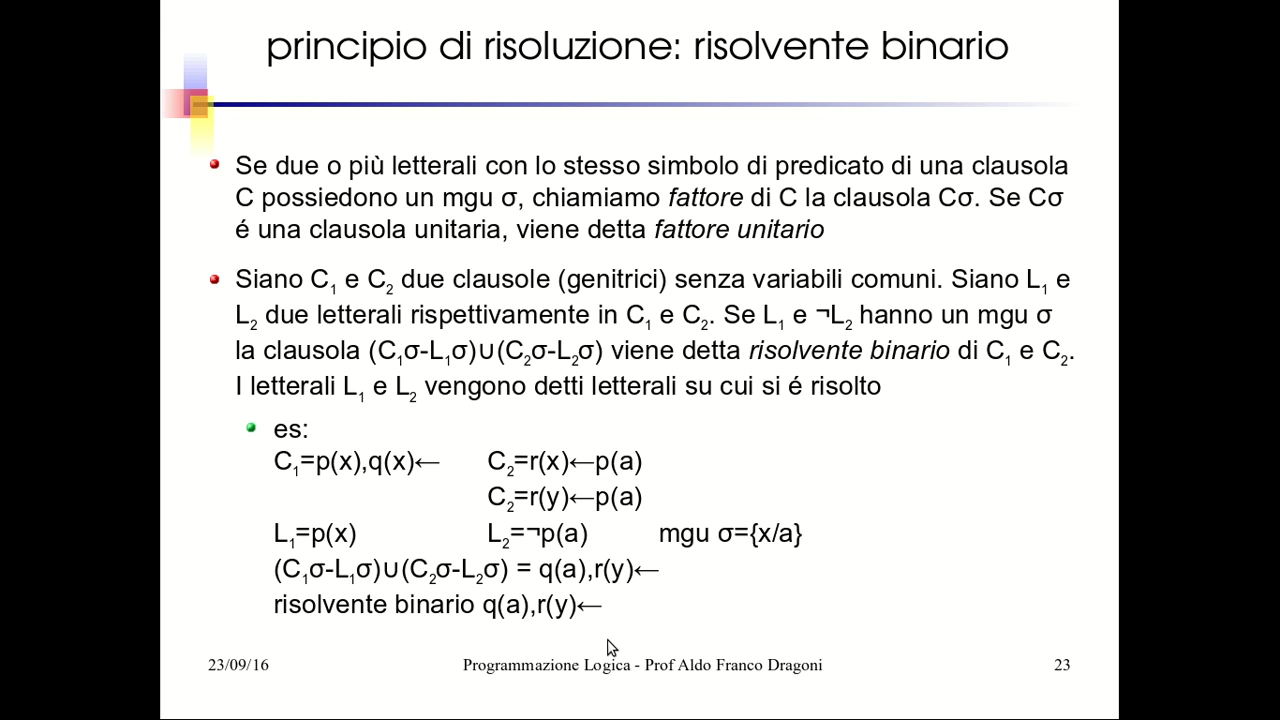 principio di risoluzione: risolvente binario
Se due o più letterali con lo stesso simbolo di predicato di una clausola
C possiedono un mgu σ, chiamiamo fattore di C la clausola Cσ. Se Cσ
é una clausola unitaria, viene detta fattore unitario
Siano C₁ e C₂ due clausole (genitrici) senza variabili comuni. Siano L₁ e
L₂ due letterali rispettivamente in C₁ e C₂. Se L₁ e ¬L₂ hanno un mgu σ
la clausola (C₁σ-L₁σ)∪(C₂σ-L₂σ) viene detta risolvente binario di C₁ e C₂.
I letterali L₁ e L₂ vengono detti letterali su cui si é risolto
es:
C₁=p(x),q(x)← C₂=r(x)←p(a)
C₂=r(y)←p(a)
L₁=p(x) L₂=¬p(a) mgu σ={x/a}
(C₁σ-L₁σ)∪(C₂σ-L₂σ) = q(a),r(y)←
risolvente binario q(a),r(y)←
23/09/16 Programmazione Logica - Prof Aldo Franco Dragoni 23